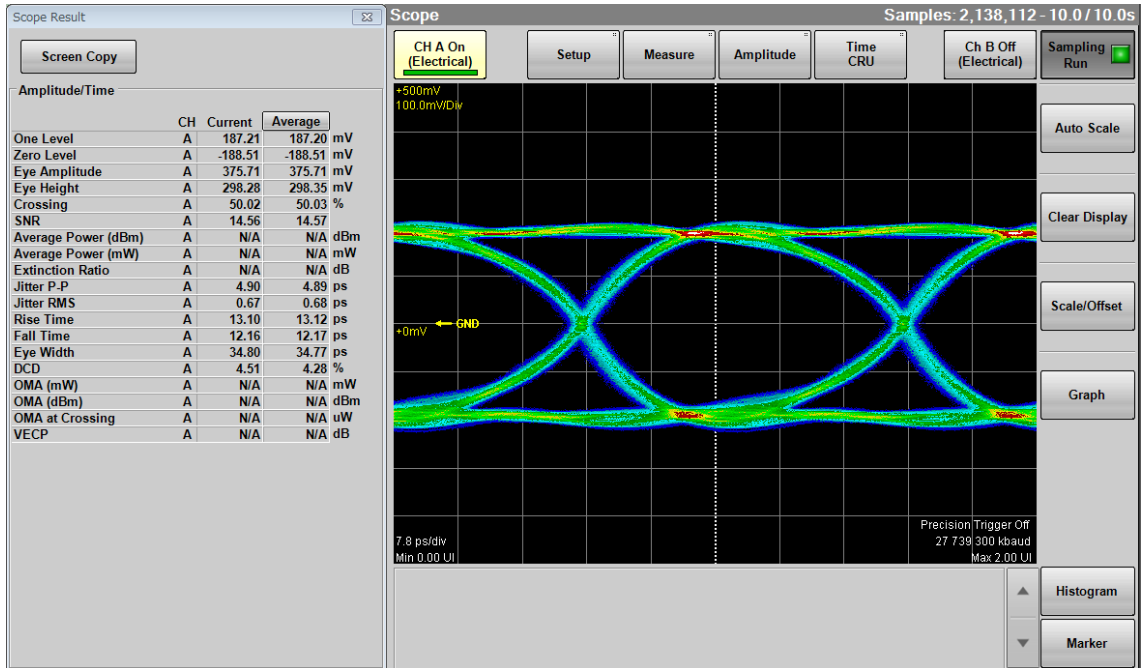 Scope Result
Screen Copy
Amplitude/Time
CH Current Average
One Level A 187.21 187.20 mV
Zero Level A -188.51 -188.51 mV
Eye Amplitude A 375.71 375.71 mV
Eye Height A 298.28 298.35 mV
Crossing A 50.02 50.03 %
SNR A 14.56 14.57
Average Power (dBm) A N/A N/A dBm
Average Power (mW) A N/A N/A mW
Extinction Ratio A N/A N/A dB
Jitter P-P A 4.90 4.89 ps
Jitter RMS A 0.67 0.68 ps
Rise Time A 13.10 13.12 ps
Fall Time A 12.16 12.17 ps
Eye Width A 34.80 34.77 ps
DCD A 4.51 4.28 %
OMA (mW) A N/A N/A mW
OMA (dBm) A N/A N/A dBm
OMA at Crossing A N/A N/A uW
VECP A N/A N/A dB
Scope
Samples: 2,138,112 - 10.0 / 10.0s
CH A On
(Electrical)
Setup
Measure
Amplitude
Time
CRU
Ch B Off
(Electrical)
Sampling
Run
+500mV
100.0mV/Div
+0mV
GND
Precision Trigger Off
7.8 ps/div
27 739 300 kbaud
Min 0.00 UI
Max 2.00 UI
Auto Scale
Clear Display
Scale/Offset
Graph
Histogram
Marker